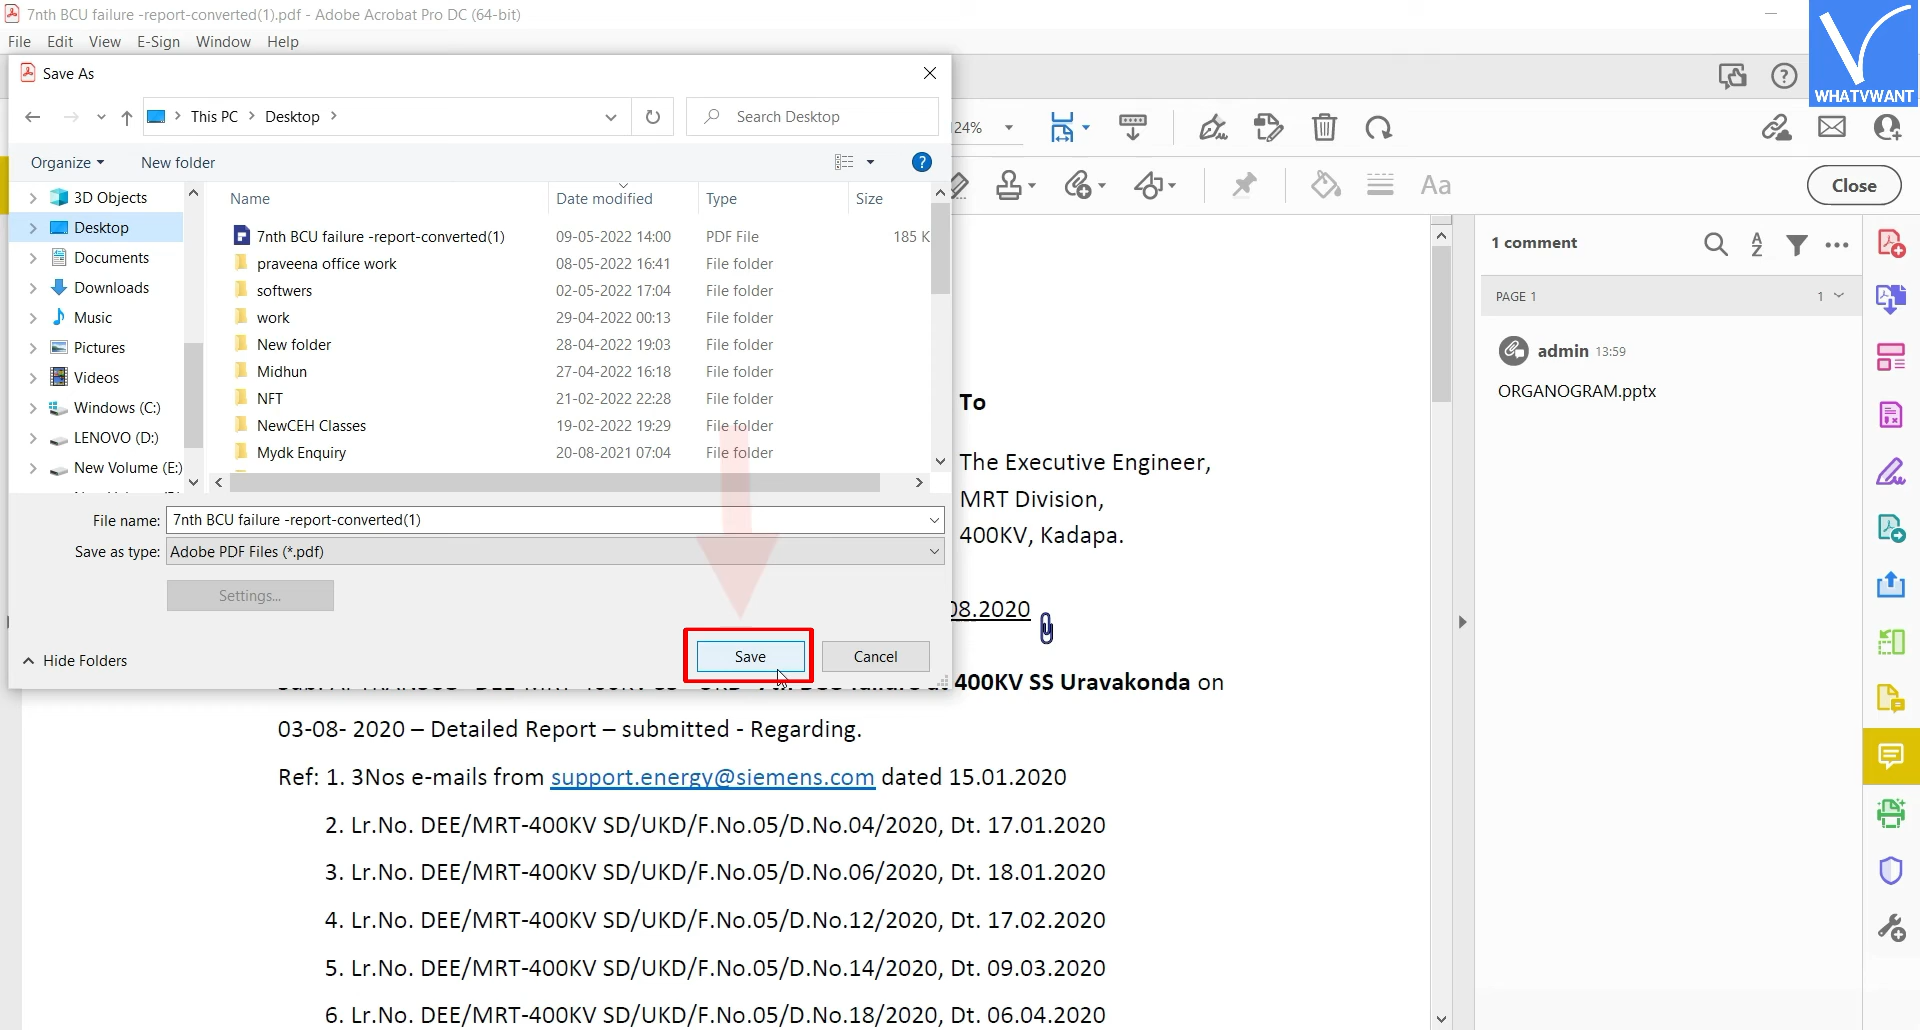 7nth BCU failure -report-converted(1).pdf - Adobe Acrobat Pro DC (64-bit)
File Edit View E-Sign Window Help
WHATVWANT
Save As
This PC > Desktop >
Search Desktop
24%
Organize
New folder
?
Aa
Close
Name Date modified Type Size
3D Objects
Desktop
Documents
Downloads
Music
Pictures
Videos
Windows (C:)
LENOVO (D:)
New Volume (E:)
7nth BCU failure -report-converted(1) 09-05-2022 14:00 PDF File 185 K
praveena office work 08-05-2022 16:41 File folder
softwers 02-05-2022 17:04 File folder
work 29-04-2022 00:13 File folder
New folder 28-04-2022 19:03 File folder
Midhun 27-04-2022 16:18 File folder
NFT 21-02-2022 22:28 File folder
NewCEH Classes 19-02-2022 19:29 File folder
Mydk Enquiry 20-08-2021 07:04 File folder
File name: 7nth BCU failure -report-converted(1)
Save as type: Adobe PDF Files (*.pdf)
Settings...
Hide Folders
Save
Cancel
1 comment
PAGE 1 1
admin 13:59
ORGANOGRAM.pptx
To
The Executive Engineer,
MRT Division,
400KV, Kadapa.
08.2020
400KV SS Uravakonda on
03-08- 2020 – Detailed Report – submitted - Regarding.
Ref: 1. 3Nos e-mails from support.energy@siemens.com dated 15.01.2020
2. Lr.No. DEE/MRT-400KV SD/UKD/F.No.05/D.No.04/2020, Dt. 17.01.2020
3. Lr.No. DEE/MRT-400KV SD/UKD/F.No.05/D.No.06/2020, Dt. 18.01.2020
4. Lr.No. DEE/MRT-400KV SD/UKD/F.No.05/D.No.12/2020, Dt. 17.02.2020
5. Lr.No. DEE/MRT-400KV SD/UKD/F.No.05/D.No.14/2020, Dt. 09.03.2020
6. Lr.No. DEE/MRT-400KV SD/UKD/F.No.05/D.No.18/2020, Dt. 06.04.2020